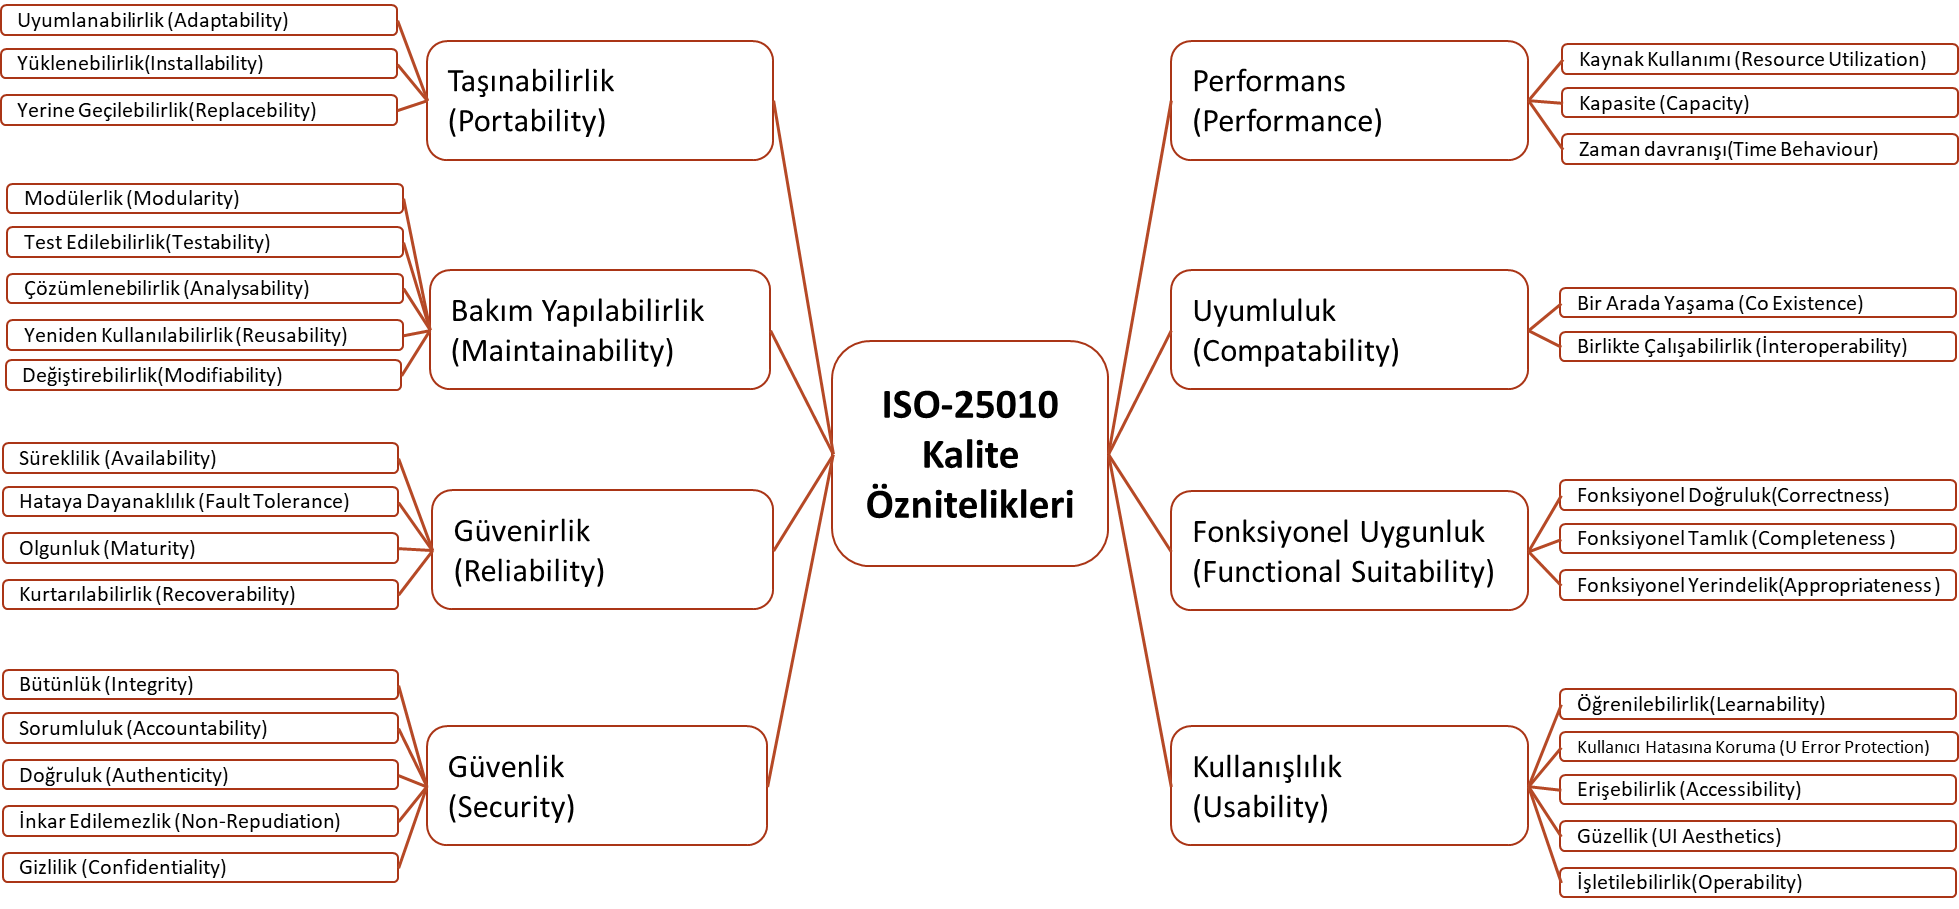 Uyumlanabilirlik (Adaptability)
Yüklenebilirlik(Installability)
Yerine Geçilebilirlik(Replacebility)
Taşınabilirlik
(Portability)
Modülerlik (Modularity)
Test Edilebilirlik(Testability)
Çözümlenebilirlik (Analysability)
Yeniden Kullanılabilirlik (Reusability)
Değiştirebilirlik(Modifiability)
Bakım Yapılabilirlik
(Maintainability)
Süreklilik (Availability)
Hataya Dayanaklılık (Fault Tolerance)
Olgunluk (Maturity)
Kurtarılabilirlik (Recoverability)
Güvenirlik
(Reliability)
Bütünlük (Integrity)
Sorumluluk (Accountability)
Doğruluk (Authenticity)
İnkar Edilemezlik (Non-Repudiation)
Gizlilik (Confidentiality)
Güvenlik
(Security)
ISO-25010
Kalite
Öznitelikleri
Performans
(Performance)
Kaynak Kullanımı (Resource Utilization)
Kapasite (Capacity)
Zaman davranışı(Time Behaviour)
Uyumluluk
(Compatability)
Bir Arada Yaşama (Co Existence)
Birlikte Çalışabilirlik (İnteroperability)
Fonksiyonel Uygunluk
(Functional Suitability)
Fonksiyonel Doğruluk(Correctness)
Fonksiyonel Tamlık (Completeness )
Fonksiyonel Yerindelik(Appropriateness )
Kullanışlılık
(Usability)
Öğrenilebilirlik(Learnability)
Kullanıcı Hatasına Koruma (U Error Protection)
Erişebilirlik (Accessibility)
Güzellik (UI Aesthetics)
İşletilebilirlik(Operability)